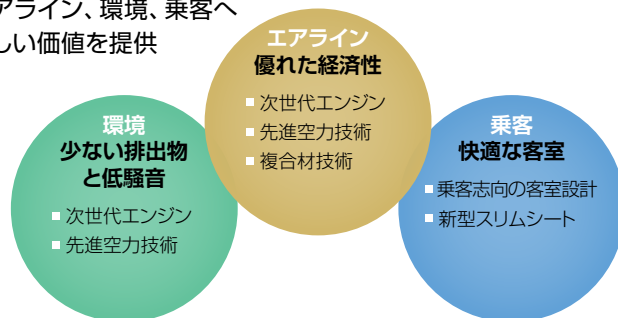 アライン、環境、乗客へ
しい価値を提供
エアライン
優れた経済性
■ 次世代エンジン
■ 先進空力技術
■ 複合材技術
環境
少ない排出物
と低騒音
■ 次世代エンジン
■ 先進空力技術
乗客
快適な客室
■ 乗客志向の客室設計
■ 新型スリムシート